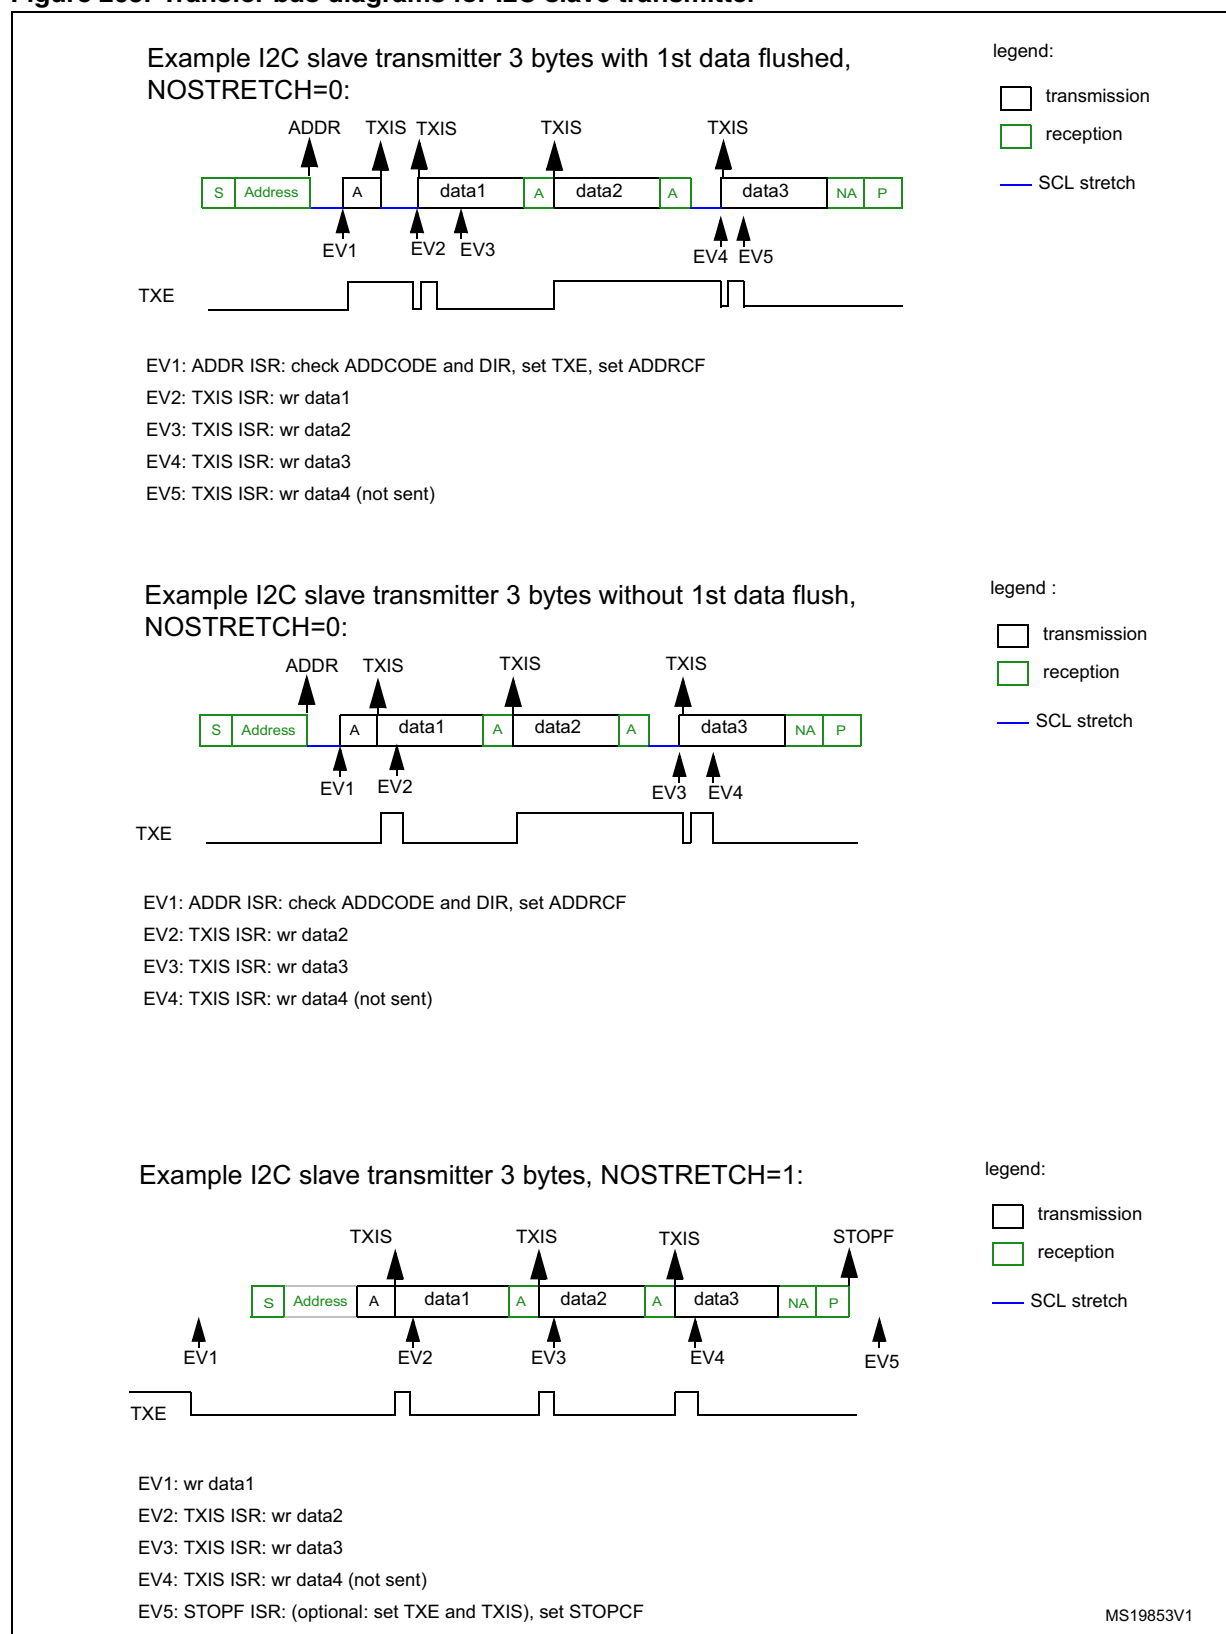 Example I2C slave transmitter 3 bytes with 1st data flushed,
NOSTRETCH=0:
legend:
transmission
reception
SCL stretch
ADDR TXIS TXIS TXIS TXIS
S Address A data1 A data2 A data3 NA P
EV1 EV2 EV3 EV4 EV5
TXE
EV1: ADDR ISR: check ADDCODE and DIR, set TXE, set ADDRCF
EV2: TXIS ISR: wr data1
EV3: TXIS ISR: wr data2
EV4: TXIS ISR: wr data3
EV5: TXIS ISR: wr data4 (not sent)
Example I2C slave transmitter 3 bytes without 1st data flush,
NOSTRETCH=0:
legend :
transmission
reception
SCL stretch
ADDR TXIS TXIS TXIS
S Address A data1 A data2 A data3 NA P
EV1 EV2 EV3 EV4
TXE
EV1: ADDR ISR: check ADDCODE and DIR, set ADDRCF
EV2: TXIS ISR: wr data2
EV3: TXIS ISR: wr data3
EV4: TXIS ISR: wr data4 (not sent)
Example I2C slave transmitter 3 bytes, NOSTRETCH=1:
legend:
transmission
reception
SCL stretch
TXIS TXIS TXIS STOPF
S Address A data1 A data2 A data3 NA P
EV1 EV2 EV3 EV4 EV5
TXE
EV1: wr data1
EV2: TXIS ISR: wr data2
EV3: TXIS ISR: wr data3
EV4: TXIS ISR: wr data4 (not sent)
EV5: STOPF ISR: (optional: set TXE and TXIS), set STOPCF
MS19853V1